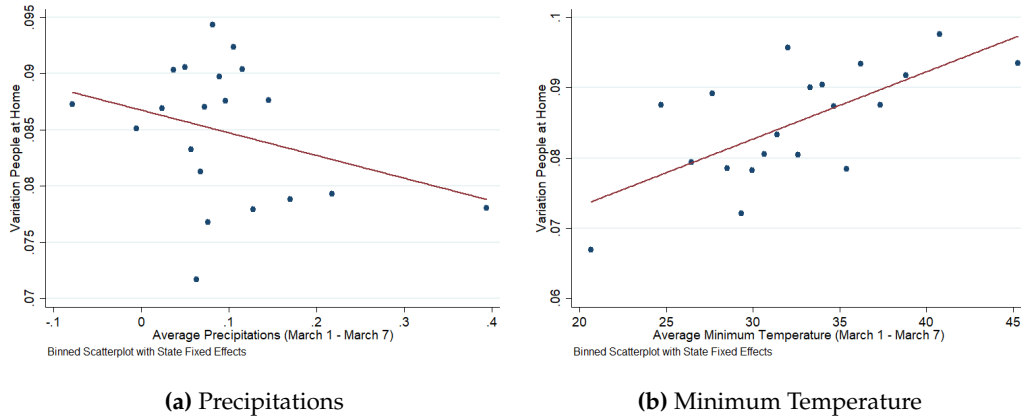 Variation People at Home
.07 .075 .08 .085 .09 .095
-.1 0 .1 .2 .3 .4
Average Precipitations (March 1 - March 7)
Binned Scatterplot with State Fixed Effects
(a) Precipitations
Variation People at Home
.06 .07 .08 .09 .1
20 25 30 35 40 45
Average Minimum Temperature (March 1 - March 7)
Binned Scatterplot with State Fixed Effects
(b) Minimum Temperature